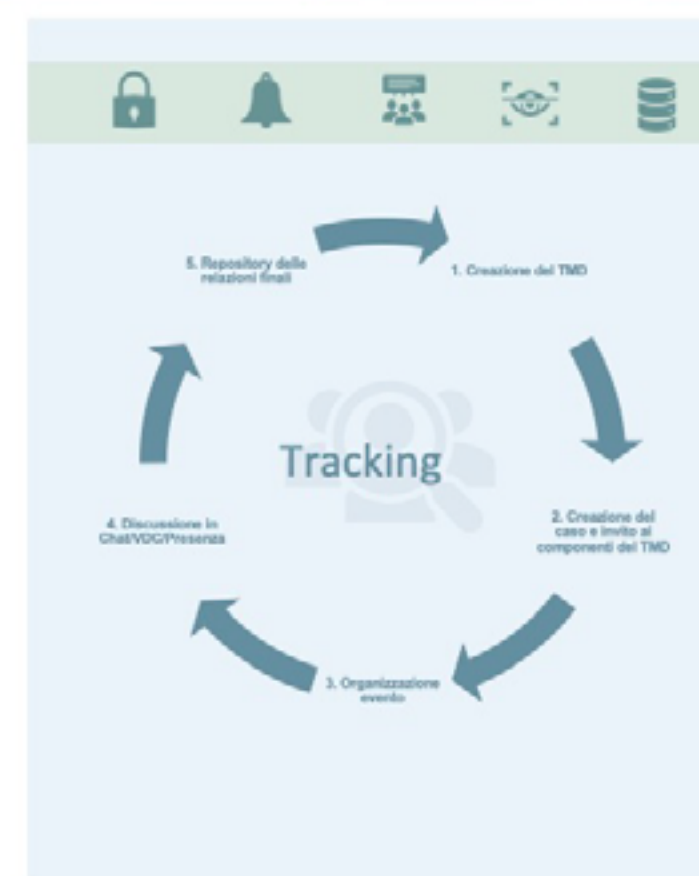 5. Repository delle
relazioni finali
1. Creazione del TMD
Tracking
4. Discussione in
Chat/VDC/Presenza
2. Creazione del
caso e invito ai
componenti del TMD
3. Organizzazione
evento